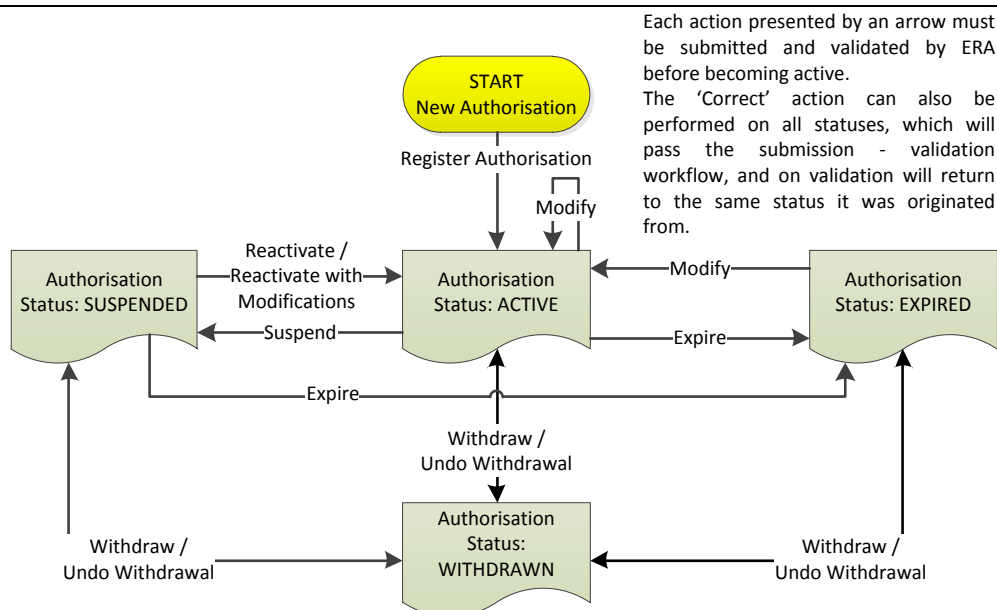 Each action presented by an arrow must
be submitted and validated by ERA
before becoming active.
The ‘Correct’ action can also be
performed on all statuses, which will
pass the submission - validation
workflow, and on validation will return
to the same status it was originated
from.
START
New Authorisation
Register Authorisation
Modify
Reactivate /
Reactivate with
Modifications
Authorisation
Status: SUSPENDED
Authorisation
Status: ACTIVE
Modify
Authorisation
Status: EXPIRED
Suspend
Expire
Expire
Withdraw /
Undo Withdrawal
Authorisation
Status:
WITHDRAWN
Withdraw /
Undo Withdrawal
Withdraw /
Undo Withdrawal